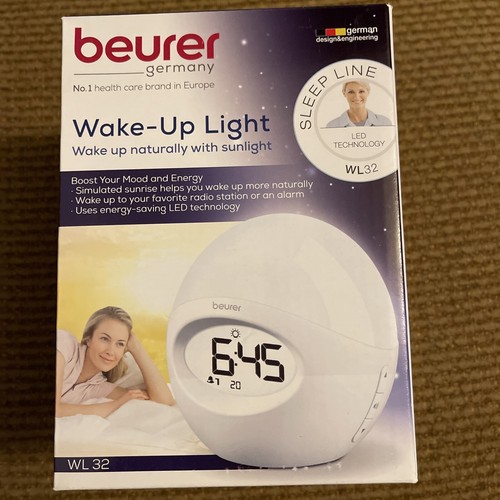 beurer
germany
No.1 health care brand in Europe
german
design&engineering
SLEEP LINE
LED
TECHNOLOGY
WL32
Wake-Up Light
Wake up naturally with sunlight
Boost Your Mood and Energy
· Simulated sunrise helps you wake up more naturally
· Wake up to your favorite radio station or an alarm
· Uses energy-saving LED technology
beurer
6:45
7 20
WL 32